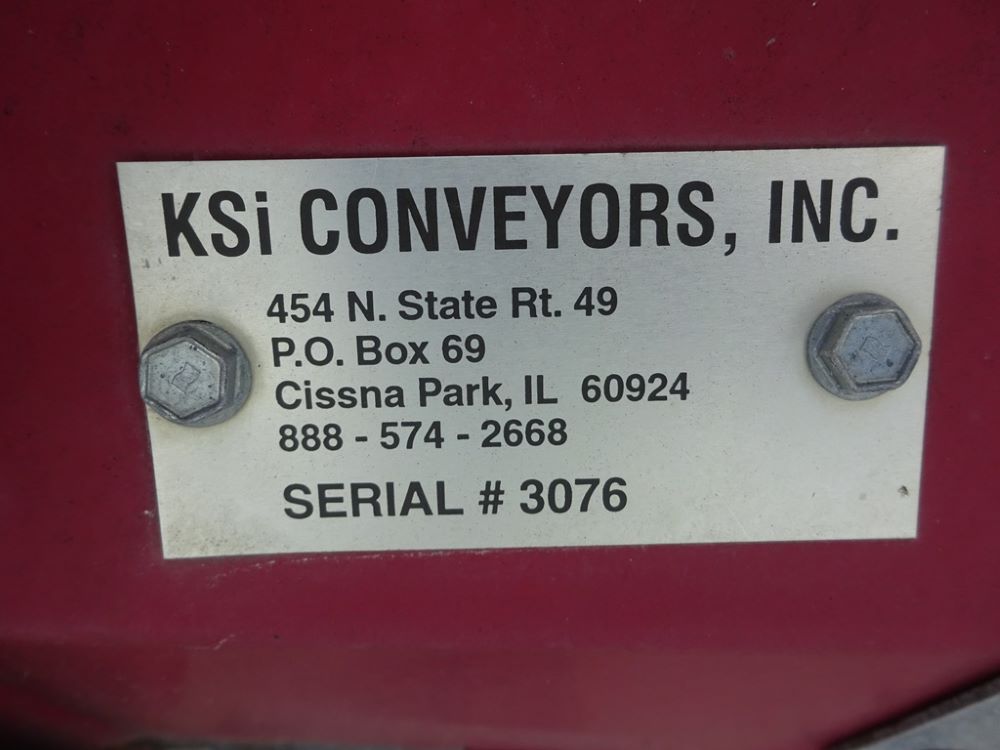 KSi CONVEYORS, INC.
454 N. State Rt. 49
P.O. Box 69
Cissna Park, IL 60924
888 - 574 - 2668
SERIAL # 3076